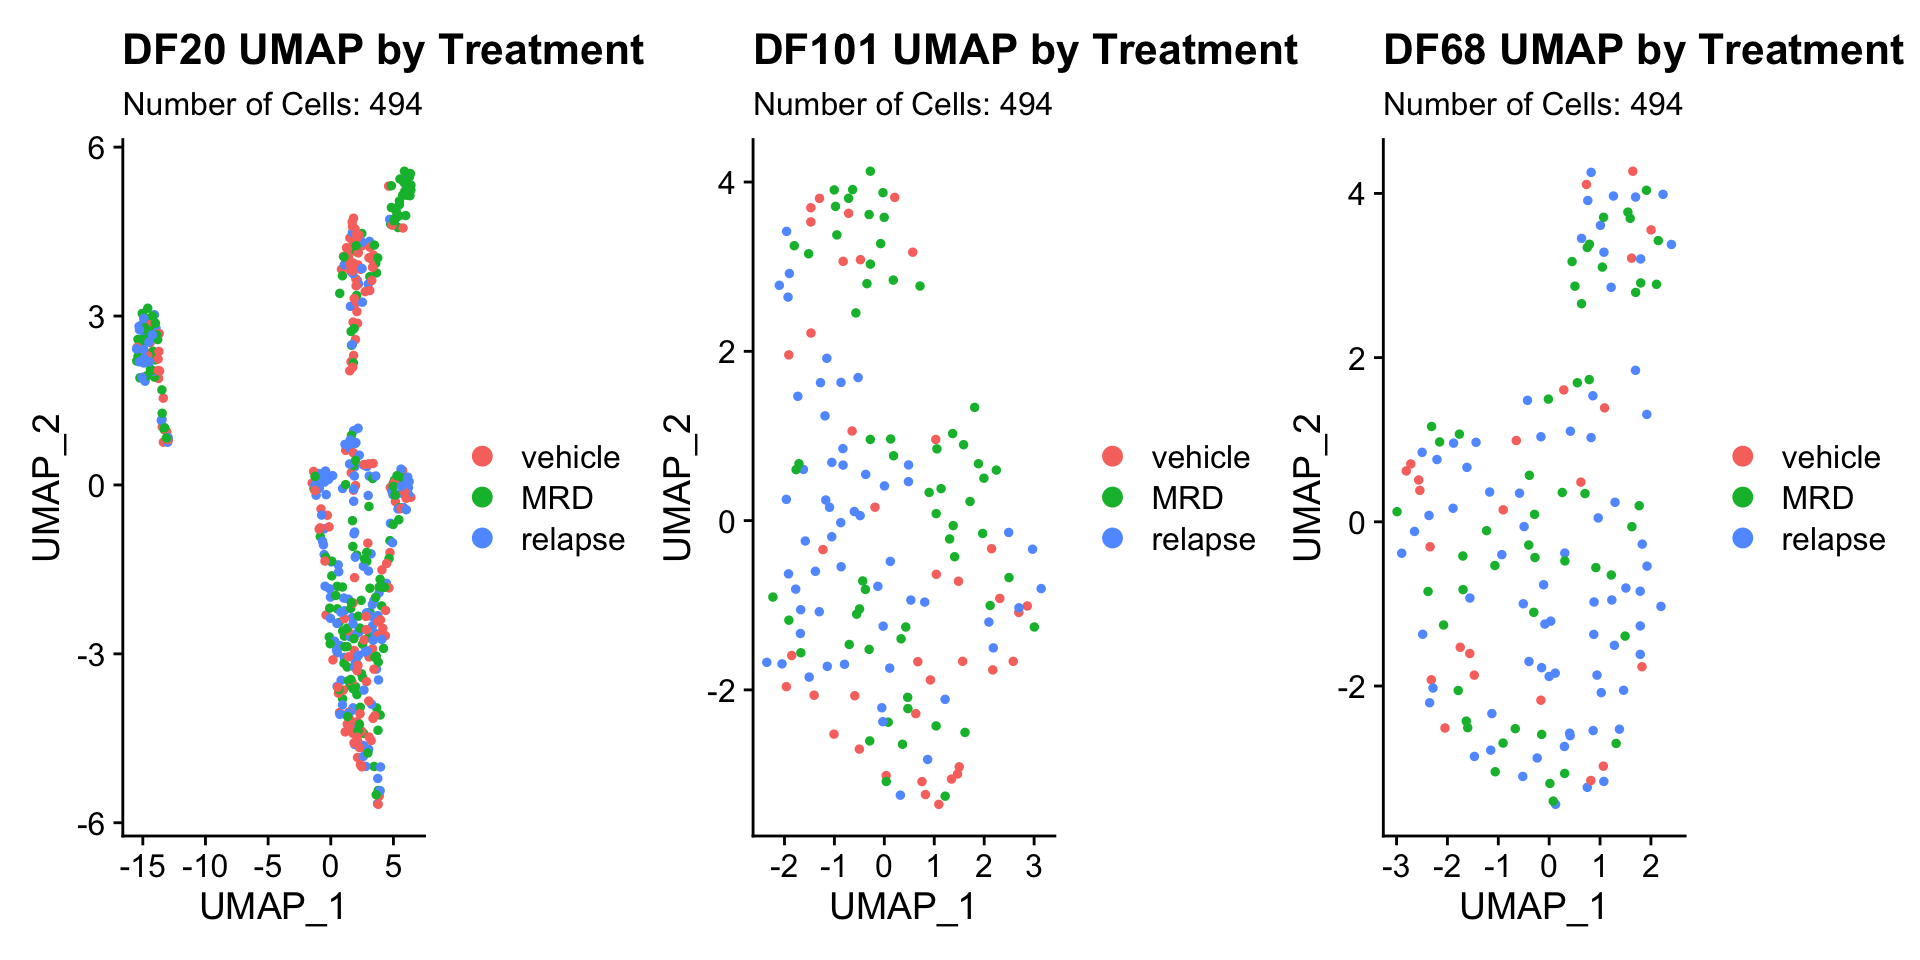 DF20 UMAP by Treatment
Number of Cells: 494
6
3
0
-3
-6
UMAP_2
-15 -10 -5 0 5
UMAP_1
vehicle
MRD
relapse
DF101 UMAP by Treatment
Number of Cells: 494
4
2
0
-2
UMAP_2
-2 -1 0 1 2 3
UMAP_1
vehicle
MRD
relapse
DF68 UMAP by Treatment
Number of Cells: 494
4
2
0
-2
UMAP_2
-3 -2 -1 0 1 2
UMAP_1
vehicle
MRD
relapse